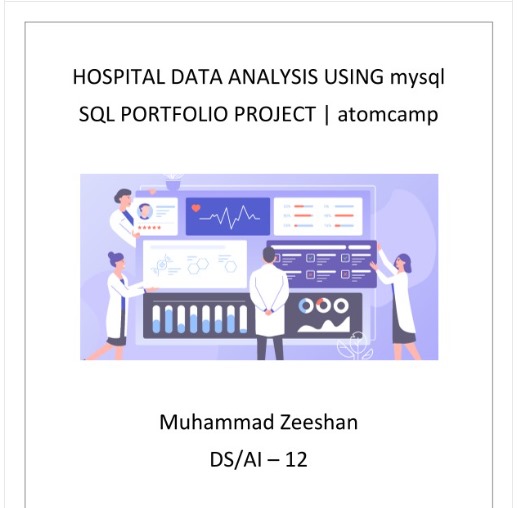 HOSPITAL DATA ANALYSIS USING mysql
SQL PORTFOLIO PROJECT | atomcamp
Muhammad Zeeshan
DS/AI – 12